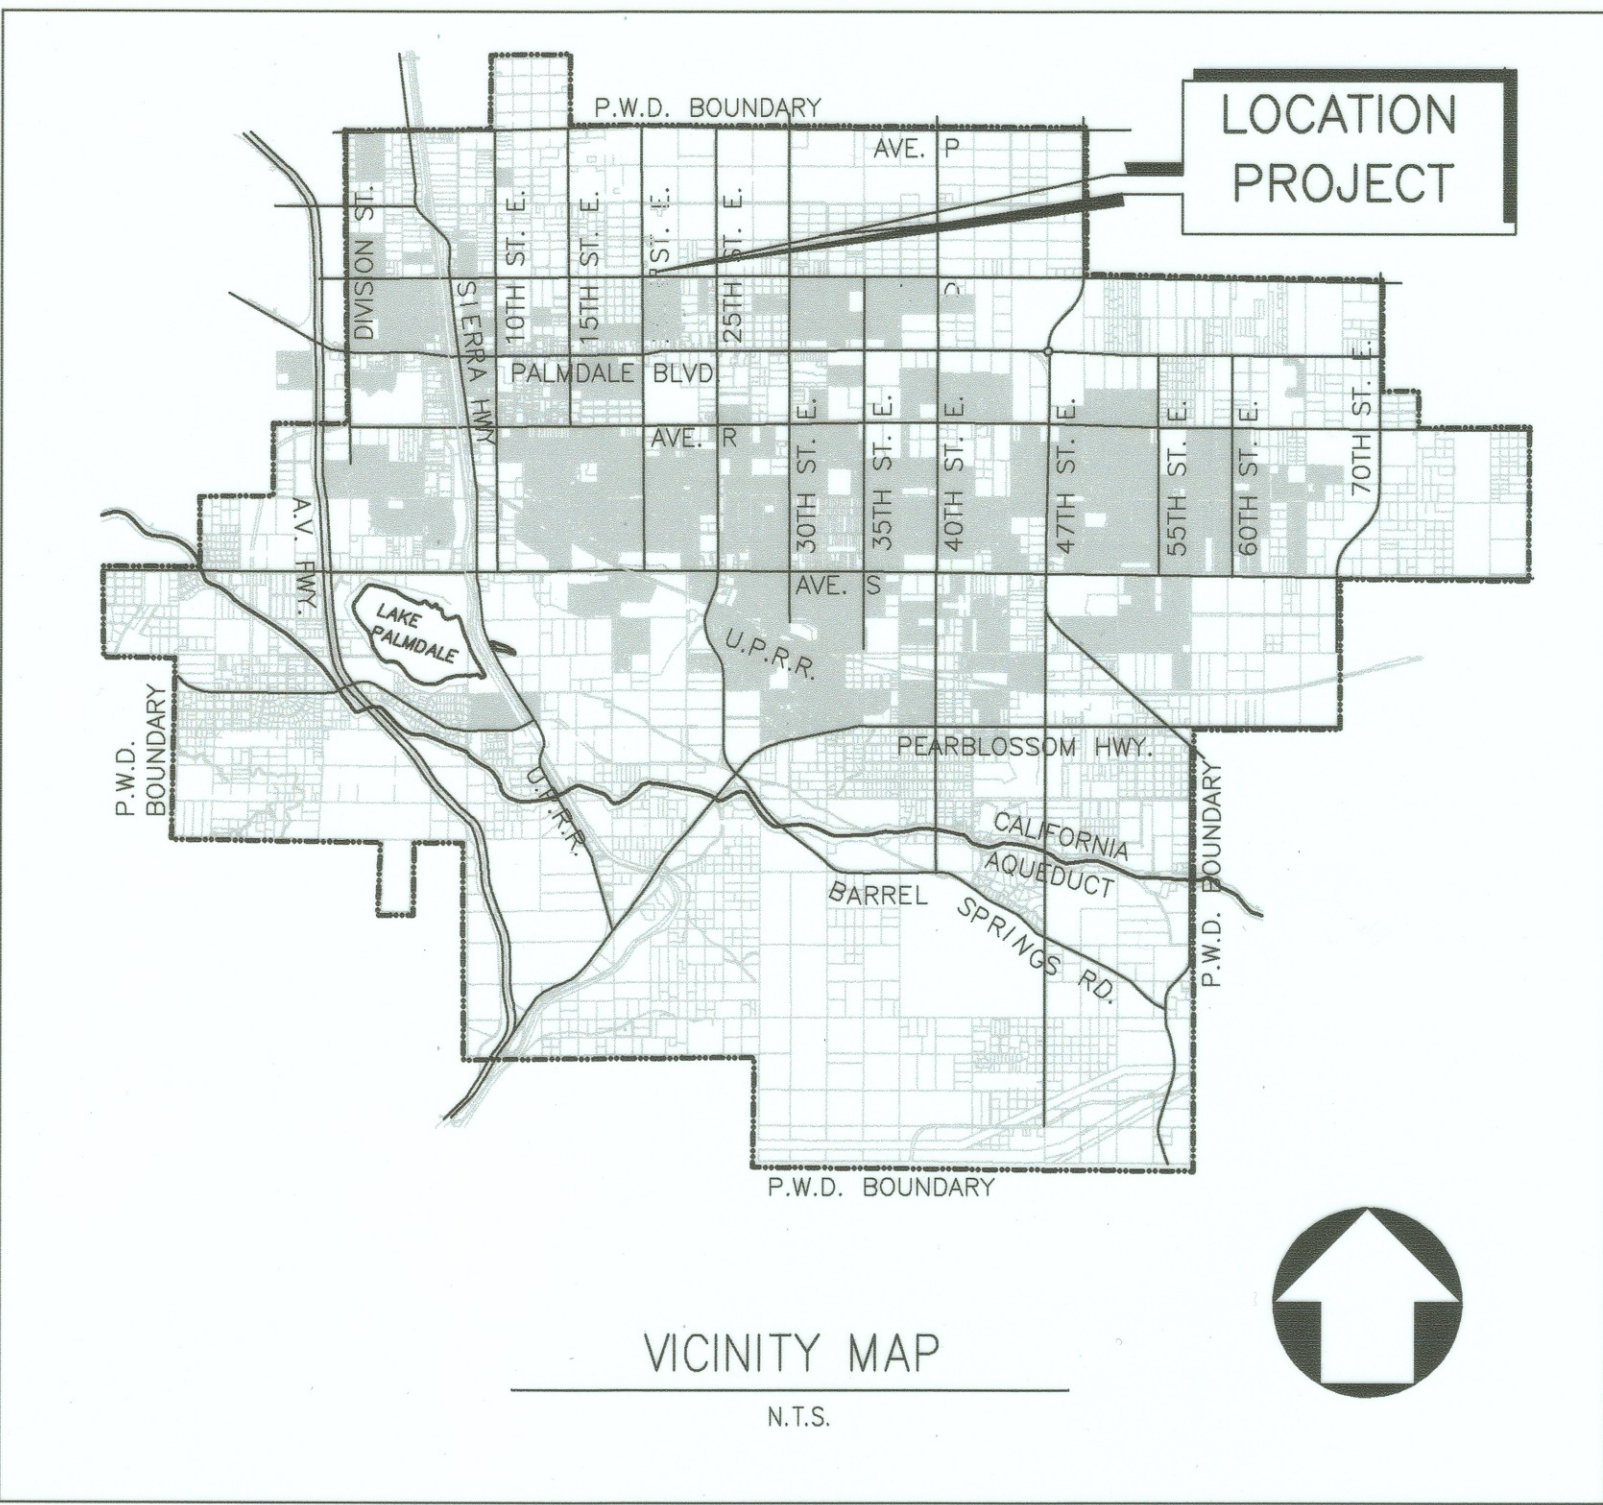 P.W.D. BOUNDARY
LOCATION
PROJECT
AVE. P
DIVISION ST.
SIERRA HWY
10TH ST. E.
15TH ST. E.
ST. E.
25TH ST. E.
PALMDALE BLVD.
AVE. R
30TH ST. E.
35TH ST. E.
40TH ST. E.
47TH ST. E.
55TH ST. E.
60TH ST. E.
70TH ST. E.
A.V. FWY.
AVE. S
LAKE
PALMDALE
U.P.R.R.
P.W.D.
BOUNDARY
PEARBLOSSOM HWY.
U.P.R.R.
CALIFORNIA
AQUEDUCT
BARREL SPRINGS RD.
P.W.D. BOUNDARY
P.W.D. BOUNDARY
VICINITY MAP
N.T.S.